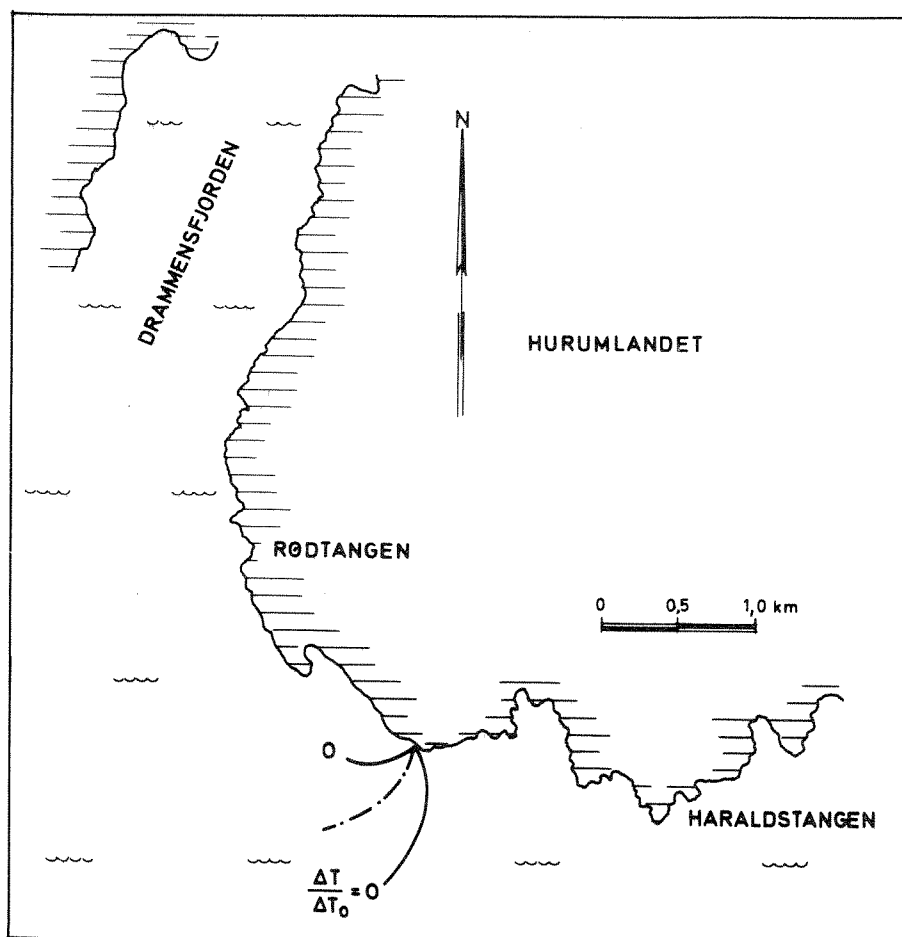 N
DRAMMENSFJORDEN
HURUMLANDET
RØDTANGEN
0 0,5 1,0 km
0
HARALDSTANGEN
ΔT/ΔT₀ = 0